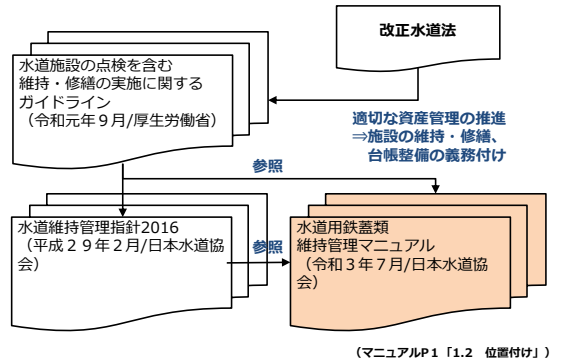 改正水道法
水道施設の点検を含む
維持・修繕の実施に関する
ガイドライン
（令和元年９月/厚生労働省）
適切な資産管理の推進
⇒施設の維持・修繕、
台帳整備の義務付け
参照
水道維持管理指針2016
（平成２９年２月/日本水道協
会）
参照
水道用鉄蓋類
維持管理マニュアル
（令和３年７月/日本水道協
会）
（マニュアルP１「1.2　位置付け」）